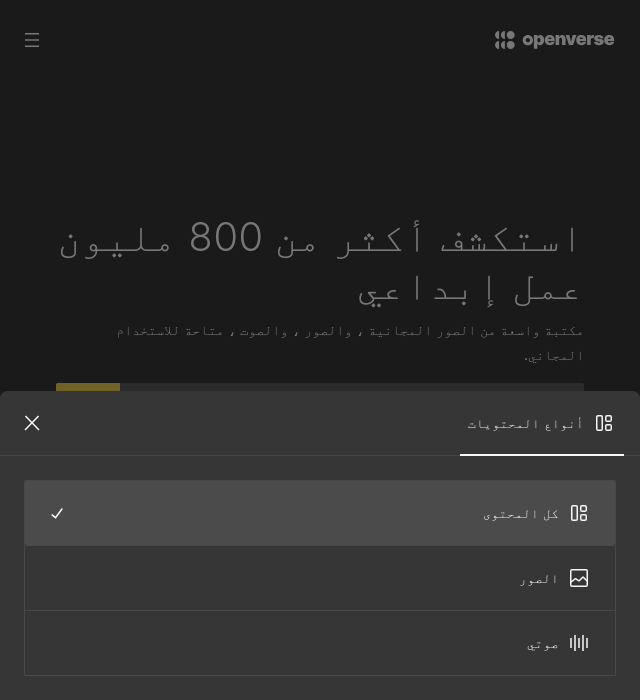 openverse
استكشف أكثر من 800 مليون
عمل إبداعي
مكتبة واسعة من الصور المجانية ، والصور ، والصوت ، متاحة للاستخدام
المجاني.
أنواع المحتويات
كل المحتوى
الصور
صوتي